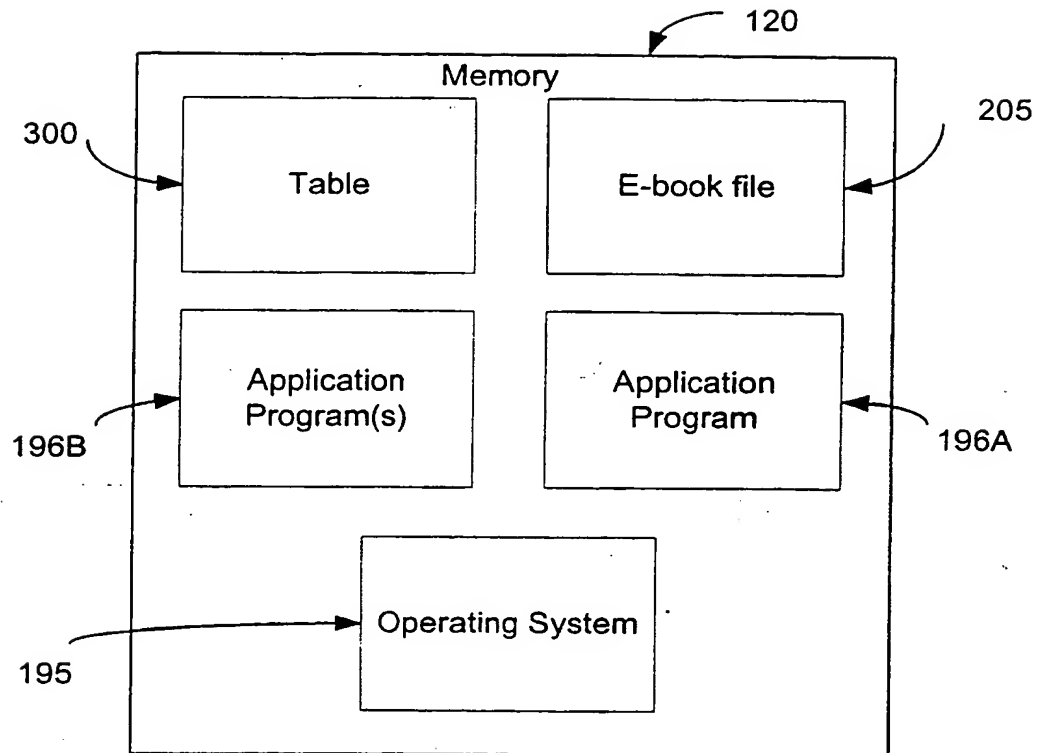 120
Memory
300
Table
E-book file
205
Application
Program(s)
Application
Program
196B
196A
Operating System
195